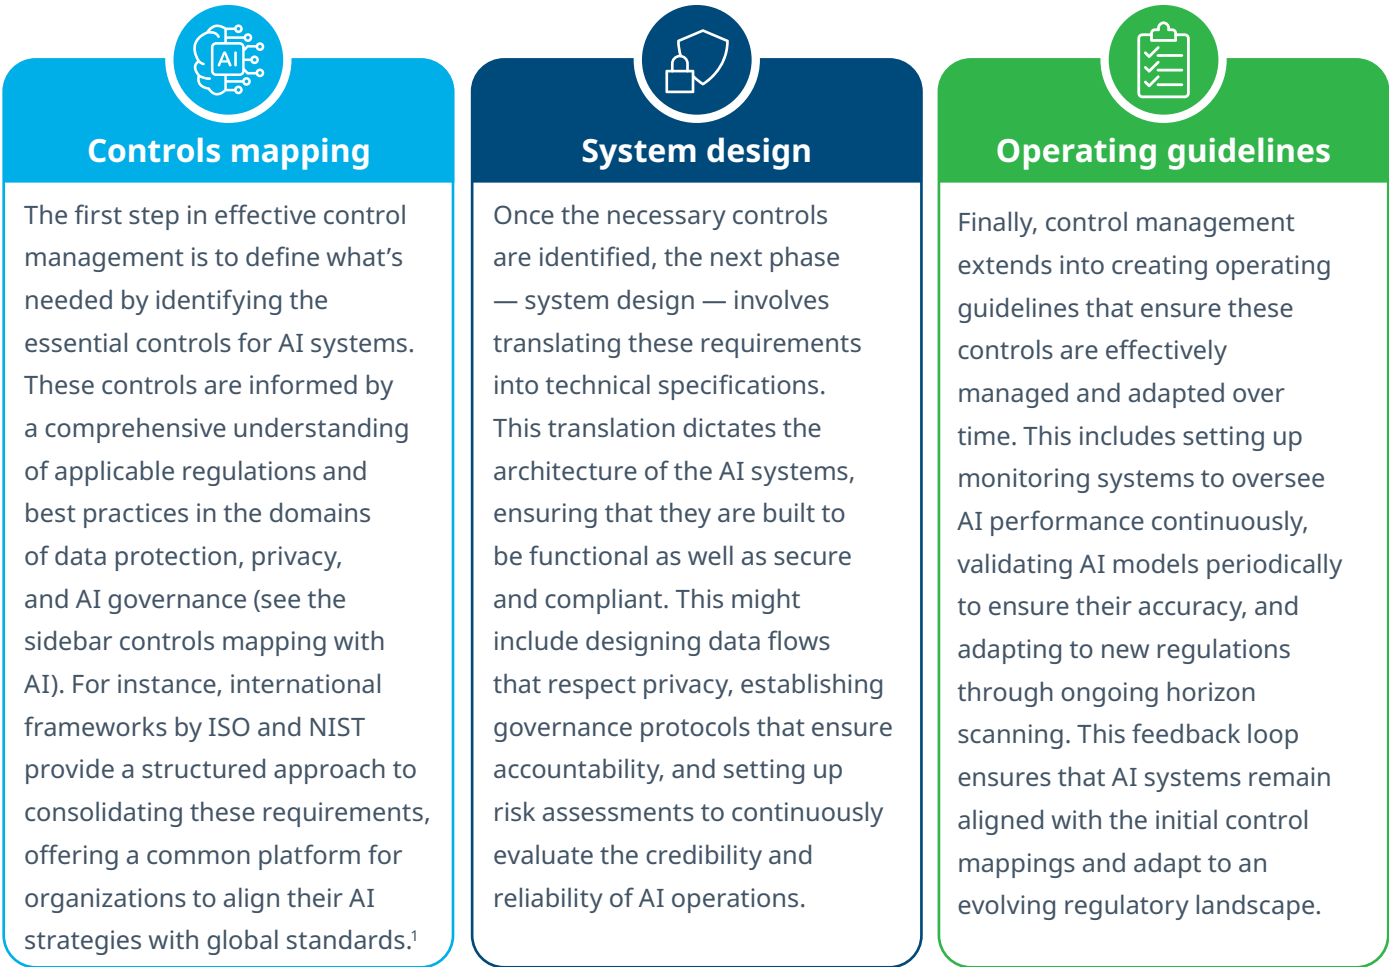 AI
Controls mapping
The first step in effective control
management is to define what’s
needed by identifying the
essential controls for AI systems.
These controls are informed by
a comprehensive understanding
of applicable regulations and
best practices in the domains
of data protection, privacy,
and AI governance (see the
sidebar controls mapping with
AI). For instance, international
frameworks by ISO and NIST
provide a structured approach to
consolidating these requirements,
offering a common platform for
organizations to align their AI
strategies with global standards.¹
System design
Once the necessary controls
are identified, the next phase
— system design — involves
translating these requirements
into technical specifications.
This translation dictates the
architecture of the AI systems,
ensuring that they are built to
be functional as well as secure
and compliant. This might
include designing data flows
that respect privacy, establishing
governance protocols that ensure
accountability, and setting up
risk assessments to continuously
evaluate the credibility and
reliability of AI operations.
Operating guidelines
Finally, control management
extends into creating operating
guidelines that ensure these
controls are effectively
managed and adapted over
time. This includes setting up
monitoring systems to oversee
AI performance continuously,
validating AI models periodically
to ensure their accuracy, and
adapting to new regulations
through ongoing horizon
scanning. This feedback loop
ensures that AI systems remain
aligned with the initial control
mappings and adapt to an
evolving regulatory landscape.